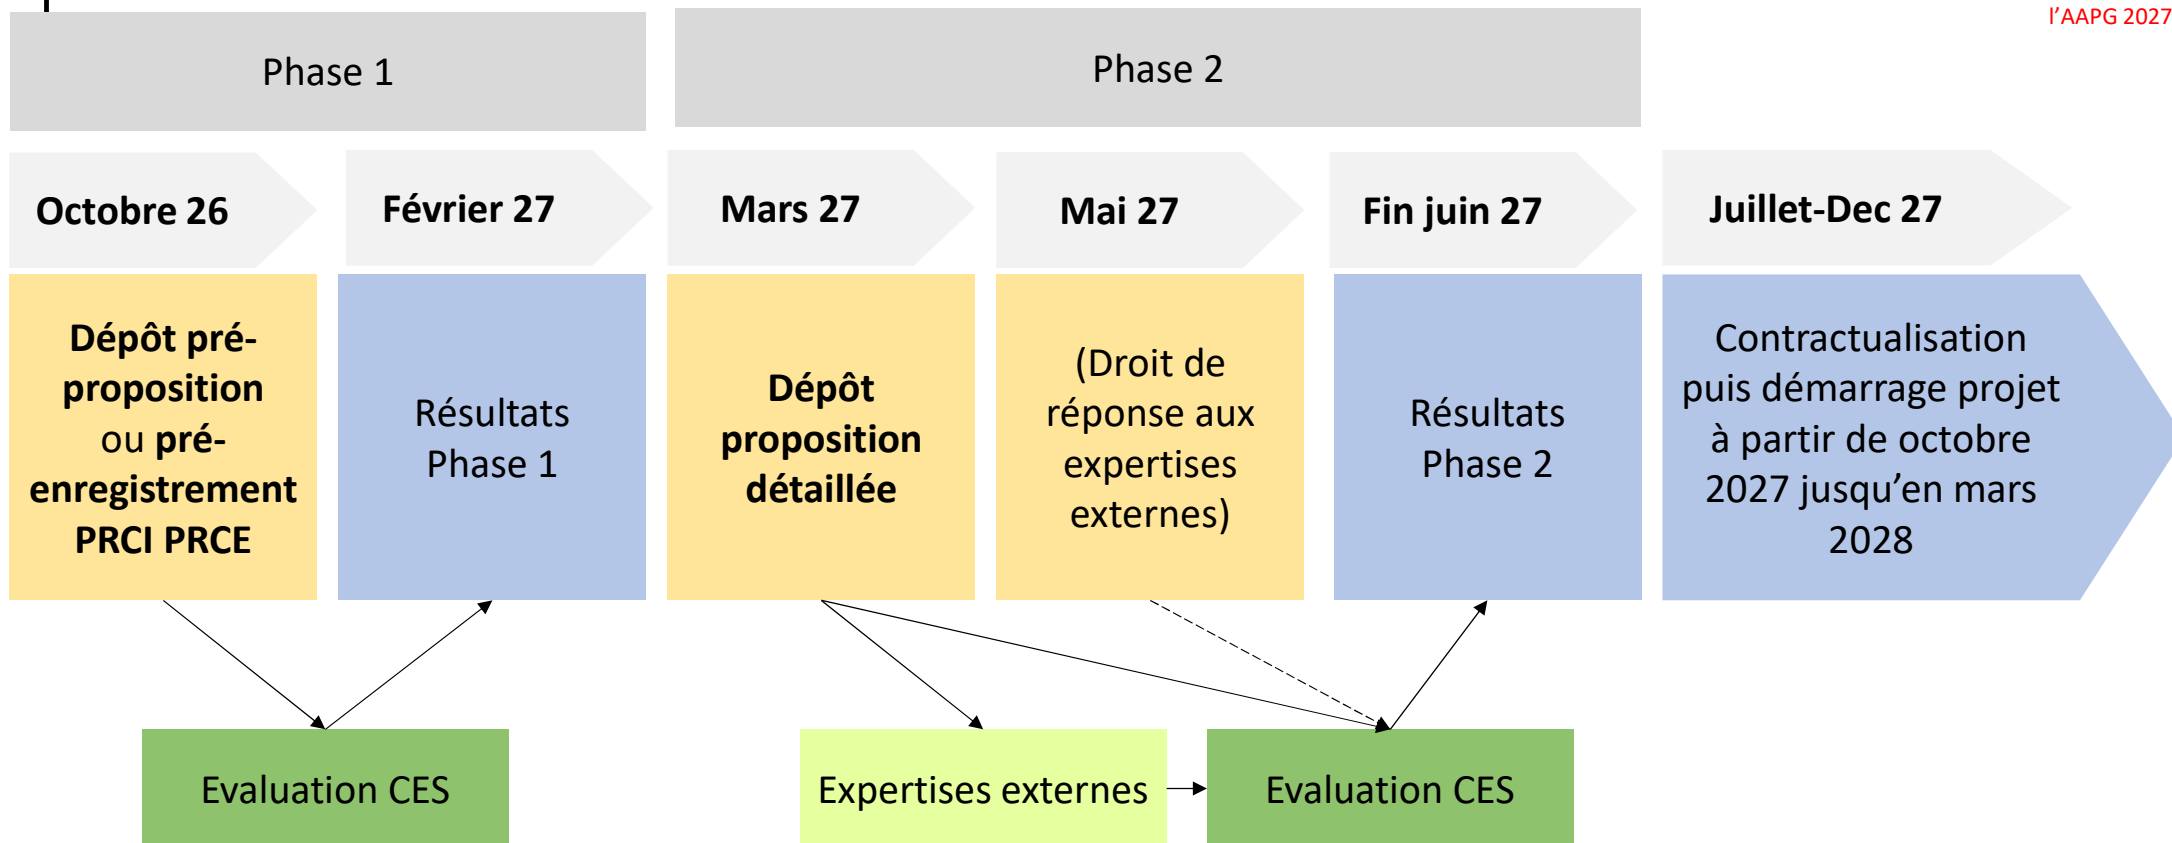 l’AAPG 2027
Phase 1
Phase 2
Octobre 26
Février 27
Mars 27
Mai 27
Fin juin 27
Juillet-Dec 27
Dépôt pré-
proposition
ou pré-
enregistrement
PRCI PRCE
Résultats
Phase 1
Dépôt
proposition
détaillée
(Droit de
réponse aux
expertises
externes)
Résultats
Phase 2
Contractualisation
puis démarrage projet
à partir de octobre
2027 jusqu’en mars
2028
Evaluation CES
Expertises externes
Evaluation CES